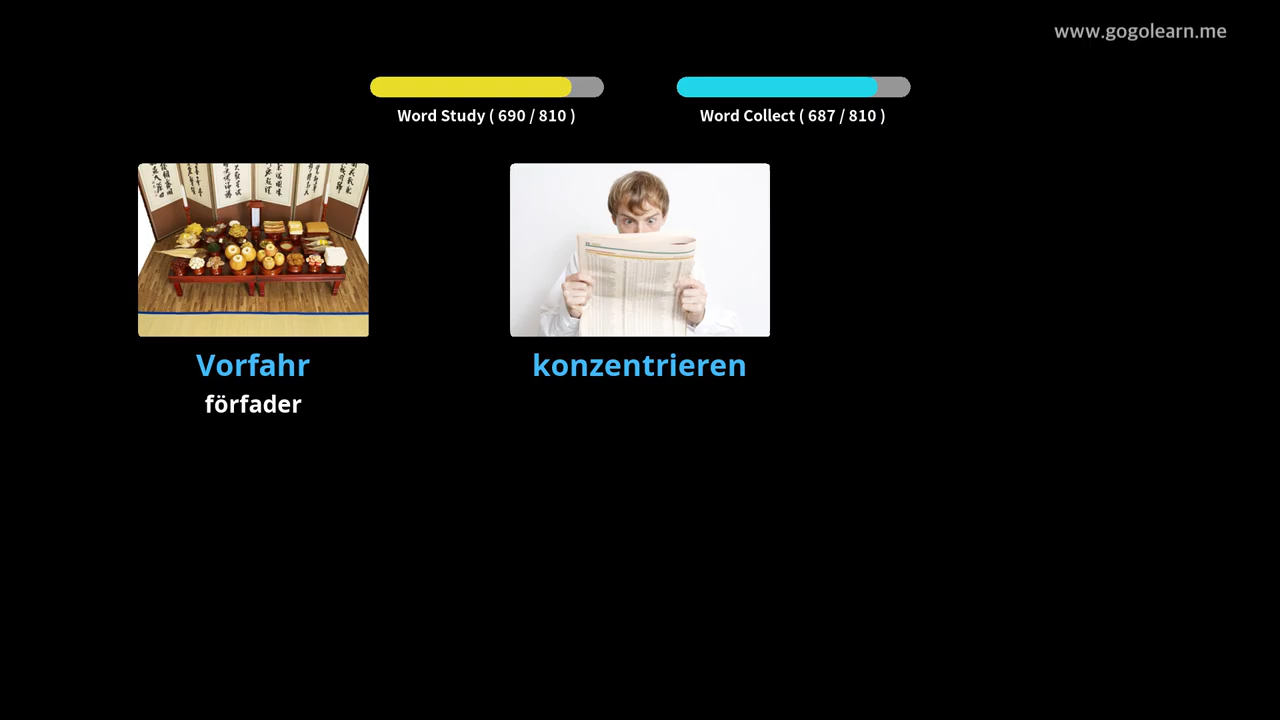 www.gogolearn.me
Word Study ( 690 / 810 )
Word Collect ( 687 / 810 )
Vorfahr
förfader
konzentrieren